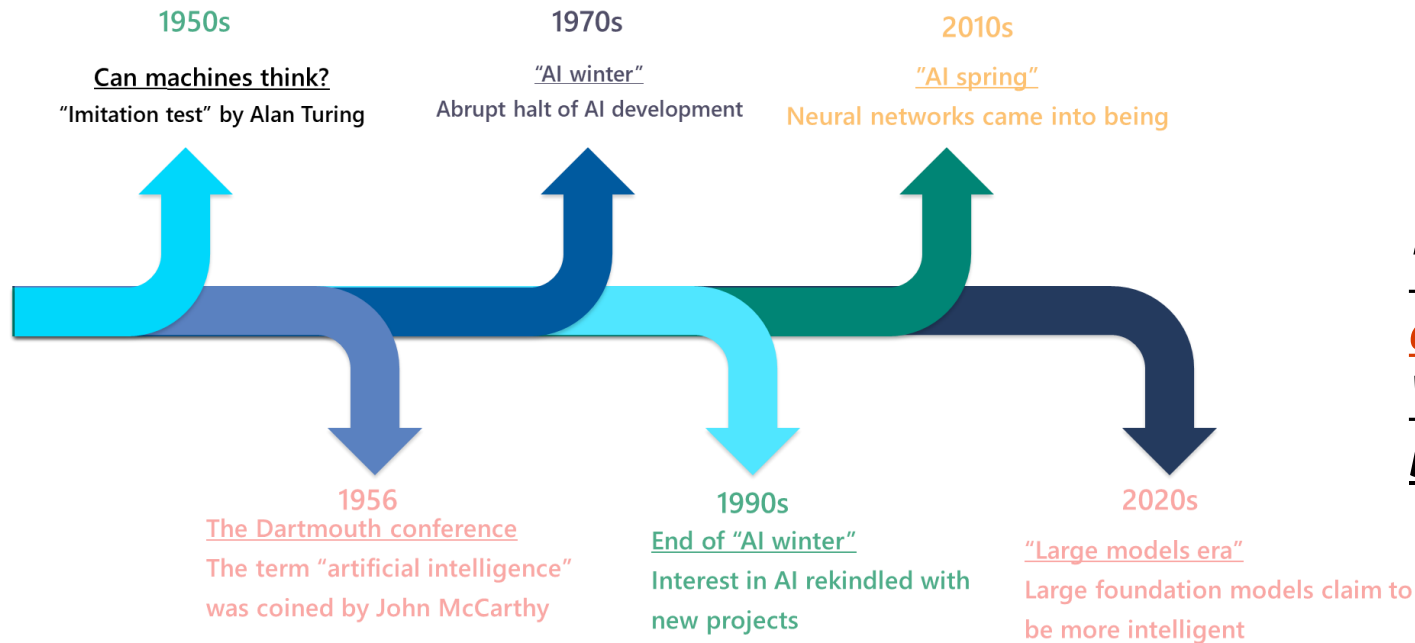 1950s
Can machines think?
“Imitation test” by Alan Turing
1970s
“AI winter”
Abrupt halt of AI development
2010s
”AI spring”
Neural networks came into being
1956
The Dartmouth conference
The term “artificial intelligence”
was coined by John McCarthy
1990s
End of “AI winter”
Interest in AI rekindled with
new projects
2020s
“Large models era”
Large foundation models claim to
be more intelligent